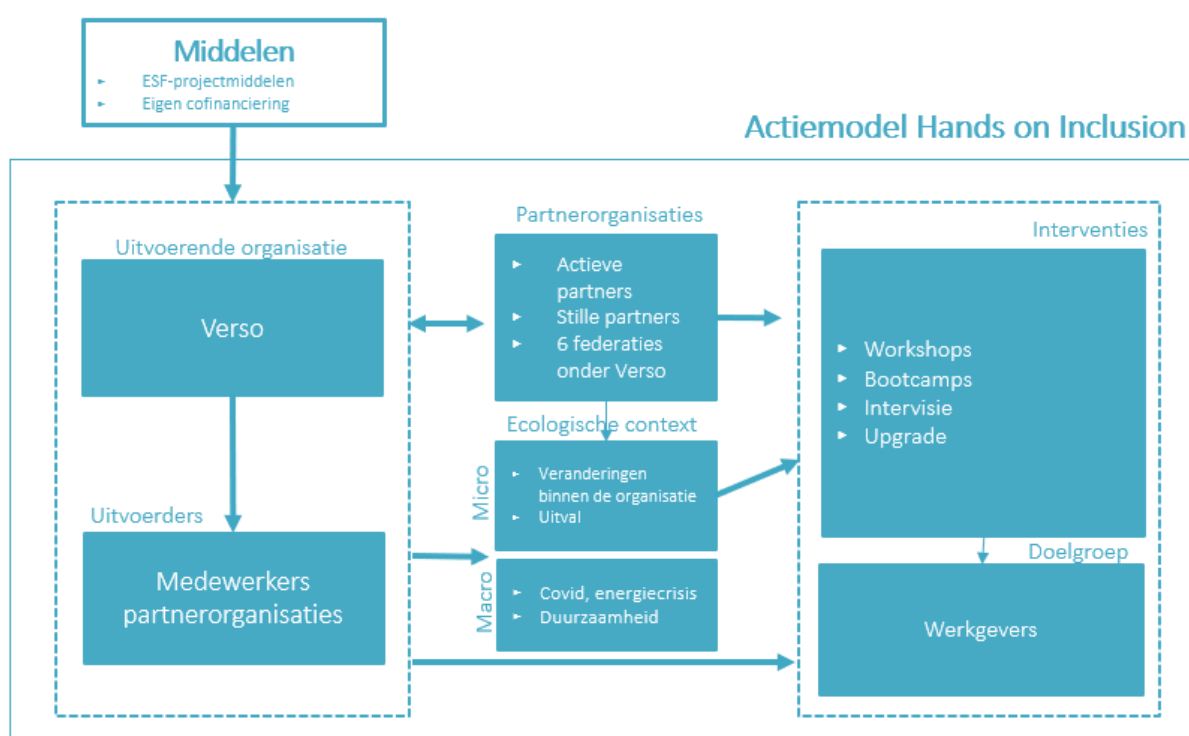 Middelen
► ESF-projectmiddelen
► Eigen cofinanciering
Actiemodel Hands on Inclusion
Uitvoerende organisatie
Verso
Uitvoerders
Medewerkers
partnerorganisaties
Partnerorganisaties
► Actieve
partners
► Stille partners
► 6 federaties
onder Verso
Ecologische context
Micro
► Veranderingen
binnen de organisatie
► Uitval
Macro
► Covid, energiecrisis
► Duurzaamheid
Interventies
► Workshops
► Bootcamps
► Intervisie
► Upgrade
Doelgroep
Werkgevers